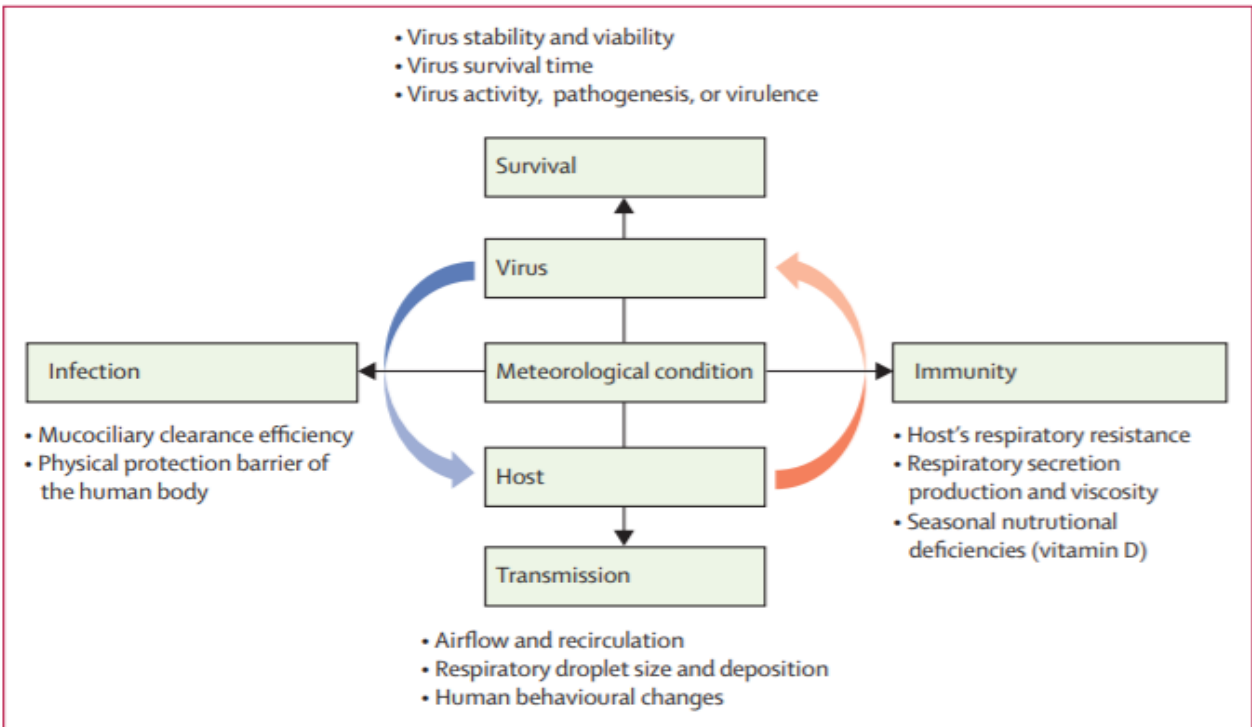 • Virus stability and viability
• Virus survival time
• Virus activity, pathogenesis, or virulence
Survival
Virus
Infection
Meteorological condition
Immunity
• Mucociliary clearance efficiency
• Physical protection barrier of
the human body
Host
• Host's respiratory resistance
• Respiratory secretion
production and viscosity
• Seasonal nutrutional
deficiencies (vitamin D)
Transmission
• Airflow and recirculation
• Respiratory droplet size and deposition
• Human behavioural changes